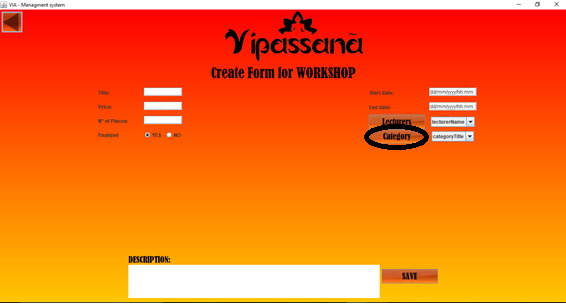 VIA - Managment system
Vipassanā
Create Form for WORKSHOP
Title:
Price:
N° of Places:
Finalized
YES
NO
Start date:
dd/mm/yyyy/hh:mm
End date:
dd/mm/yyyy/hh:mm
Lecturers
lecturerName
Category
categoryTitle
DESCRIPTION:
SAVE